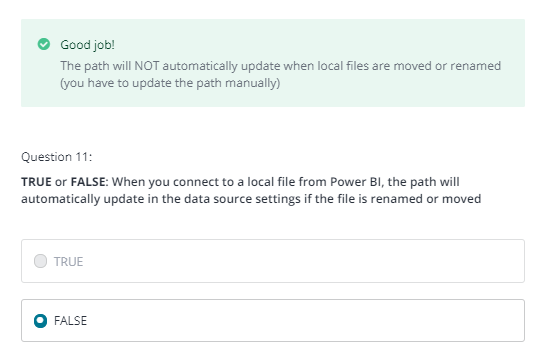 Good job!
The path will NOT automatically update when local files are moved or renamed
(you have to update the path manually)
Question 11:
TRUE or FALSE: When you connect to a local file from Power BI, the path will
automatically update in the data source settings if the file is renamed or moved
TRUE
FALSE